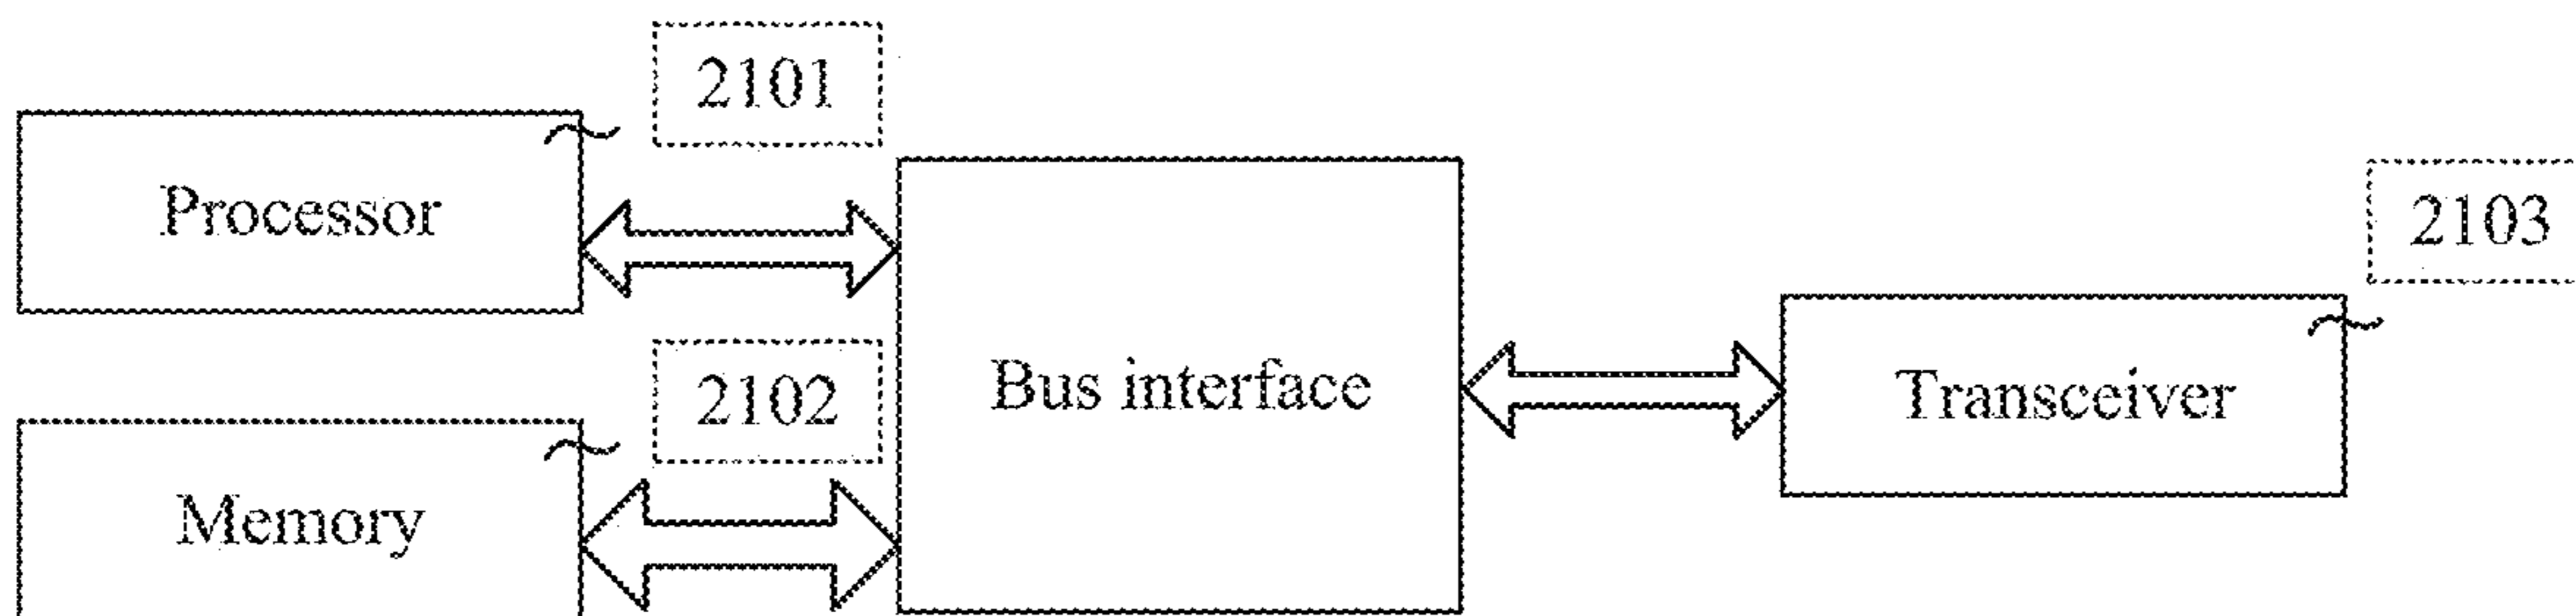 2101
Processor
2103
2102
Bus interface
Transceiver
Memory